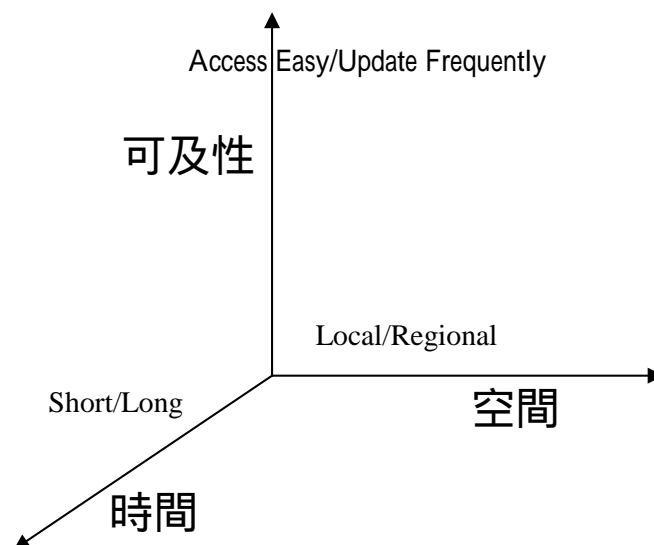 Access Easy/Update Frequently
可及性
Local/Regional
Short/Long
空間
時間